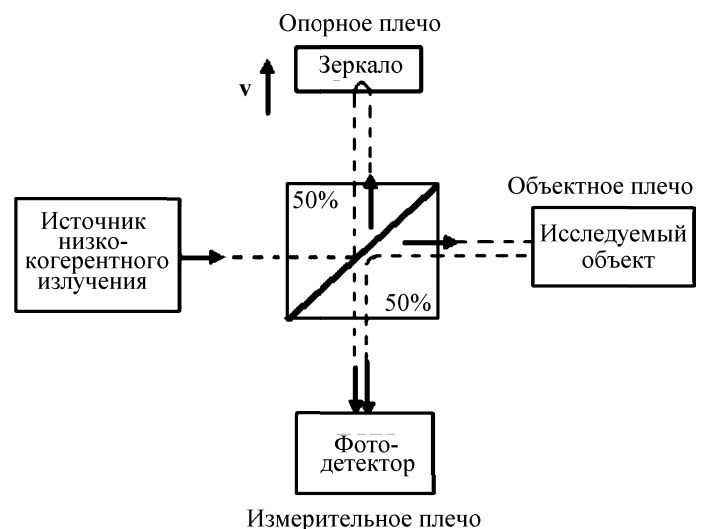 Опорное плечо
Зеркало
v
Объектное плечо
50%
Источник
низко-
когерентного
излучения
Исследуемый
объект
50%
Фото-
детектор
Измерительное плечо